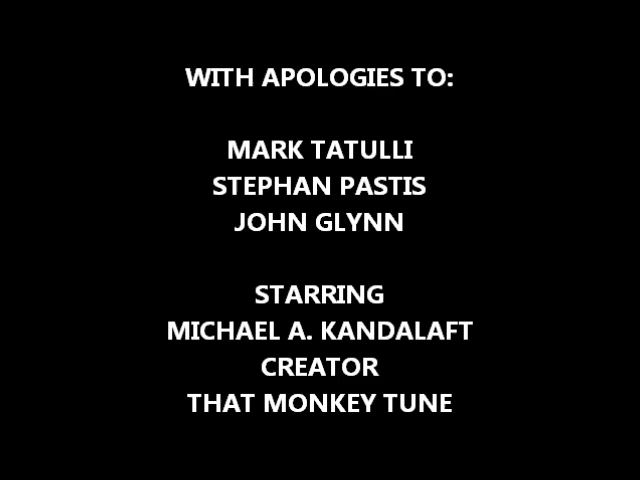 WITH APOLOGIES TO:
MARK TATULLI
STEPHAN PASTIS
JOHN GLYNN
STARRING
MICHAEL A. KANDALAFT
CREATOR
THAT MONKEY TUNE